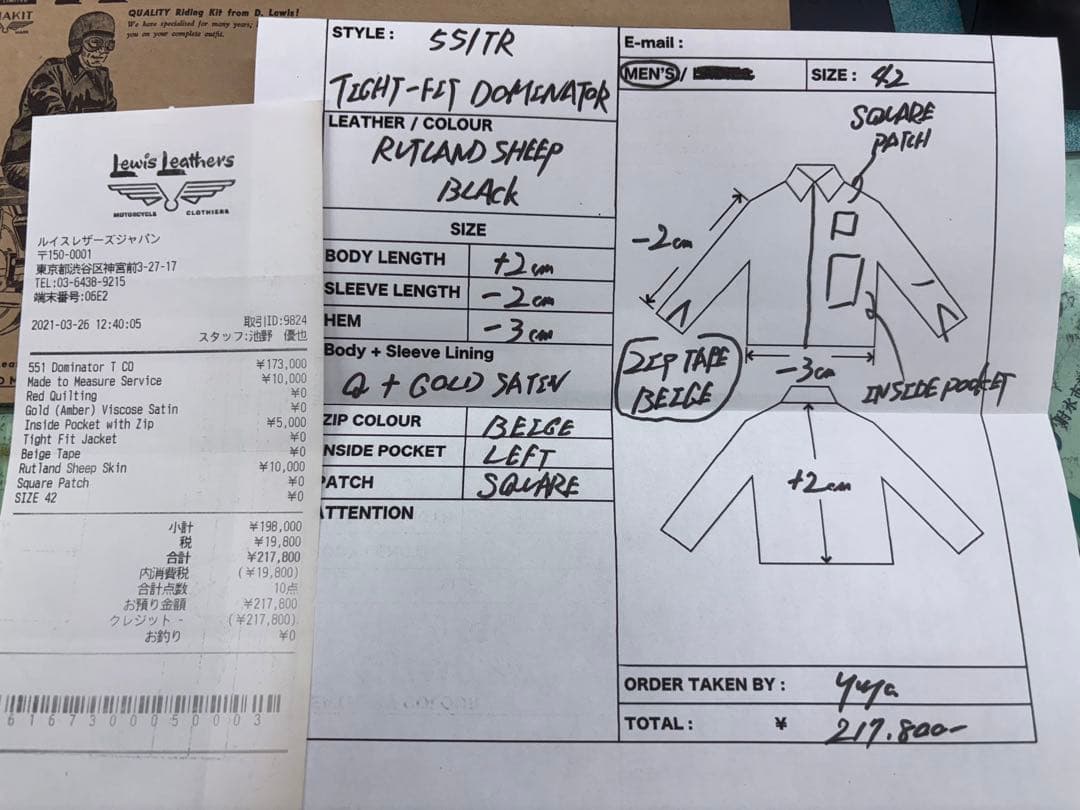 MAKIT
QUALITY Riding Kit from D. Lewis!
We have specialised for many years;
you on your complete outfit.
Lewis Leathers
MOTORCYCLE CLOTHIERS
ルイスレザーズジャパン
〒150-0001
東京都渋谷区神宮前3-27-17
TEL:03-6438-9215
端末番号:06E2
2021-03-26 12:40:05 取引ID:9824
スタッフ:池野 優也
551 Dominator T CO ¥173,000
Made to Measure Service ¥10,000
Red Quilting ¥0
Gold (Amber) Viscose Satin ¥0
Inside Pocket with Zip ¥5,000
Tight Fit Jacket ¥0
Beige Tape ¥0
Rutland Sheep Skin ¥10,000
Square Patch ¥0
SIZE 42 ¥0
小計 ¥198,000
税 ¥19,800
合計 ¥217,800
内消費税 (¥19,800)
合計点数 10点
お預り金額 ¥217,800
クレジット - (¥217,800)
お釣り ¥0
6167300050003
STYLE : 551TR
TIGHT-FIT DOMINATOR
LEATHER / COLOUR
RUTLAND SHEEP
BLACK
SIZE
BODY LENGTH +2cm
SLEEVE LENGTH -2cm
HEM -3cm
Body + Sleeve Lining
Q + GOLD SATIN
ZIP COLOUR BEIGE
NSIDE POCKET LEFT
PATCH SQUARE
ATTENTION
E-mail :
MEN'S /
SIZE : 42
SQUARE
PATCH
-2cm
ZIP TAPE
BEIGE
-3cm
INSIDE POCKET
+2cm
ORDER TAKEN BY : yuya
TOTAL : ¥ 217.800-